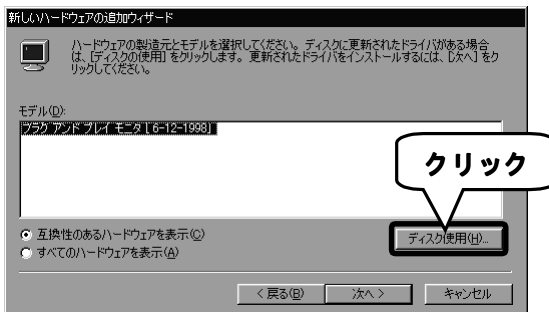 新しいハードウェアの追加ウィザード
ハードウェアの製造元とモデルを選択してください。ディスクに更新されたドライバがある場合
は、[ディスクの使用] をクリックします。更新されたドライバをインストールするには、[次へ] をク
リックしてください。
モデル(D):
プラグ アンド プレイ モニタ [6-12-1998]
クリック
互換性のあるハードウェアを表示(C)
ディスク使用(H)...
すべてのハードウェアを表示(A)
< 戻る(B)
次へ >
キャンセル